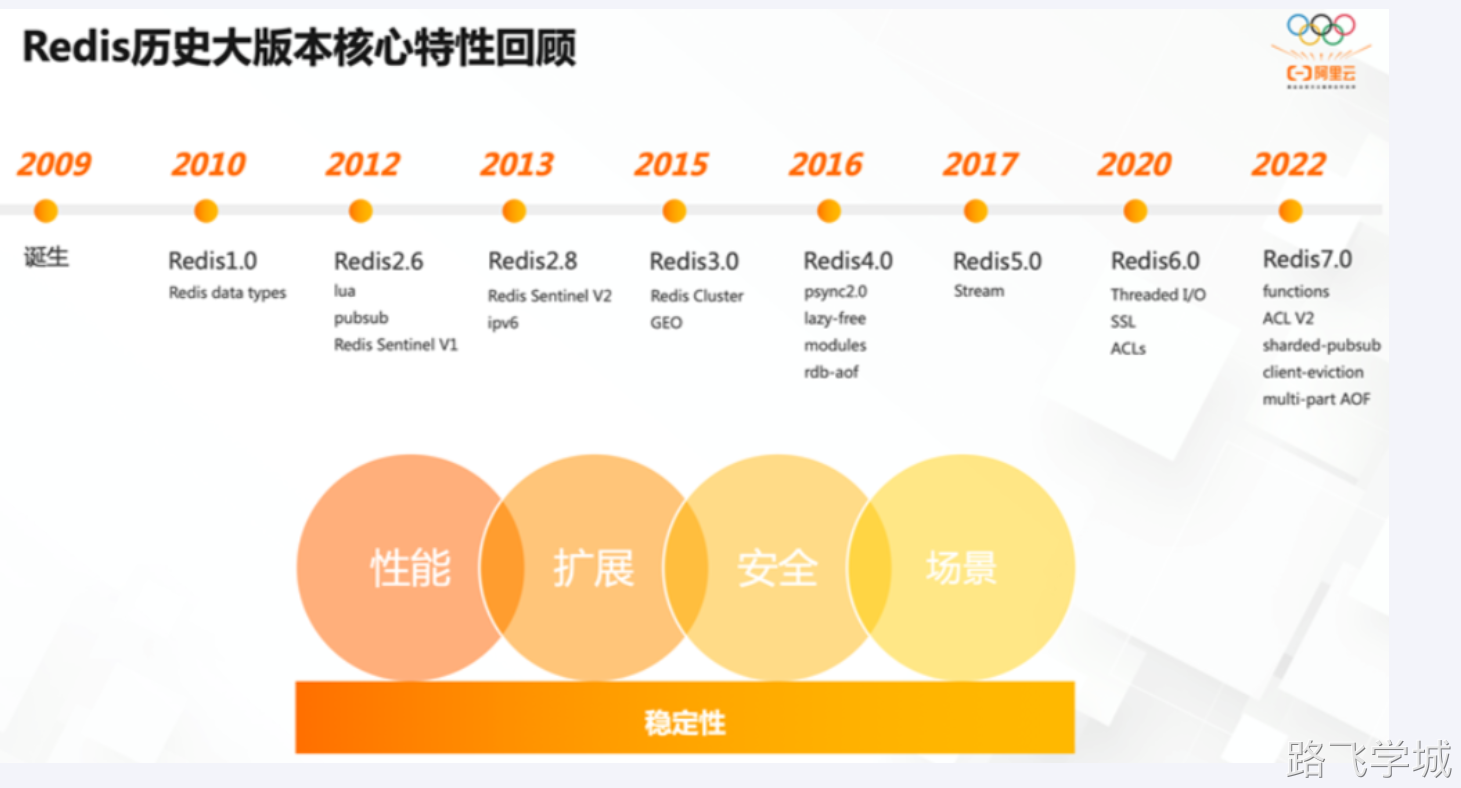 Redis历史大版本核心特性回顾
阿里云
2009 2010 2012 2013 2015 2016 2017 2020 2022
诞生
Redis1.0
Redis data types
Redis2.6
lua
pubsub
Redis Sentinel V1
Redis2.8
Redis Sentinel V2
ipv6
Redis3.0
Redis Cluster
GEO
Redis4.0
psync2.0
lazy-free
modules
rdb-aof
Redis5.0
Stream
Redis6.0
Threaded I/O
SSL
ACLs
Redis7.0
functions
ACL V2
sharded-pubsub
client-eviction
multi-part AOF
性能 扩展 安全 场景
稳定性
路飞学城